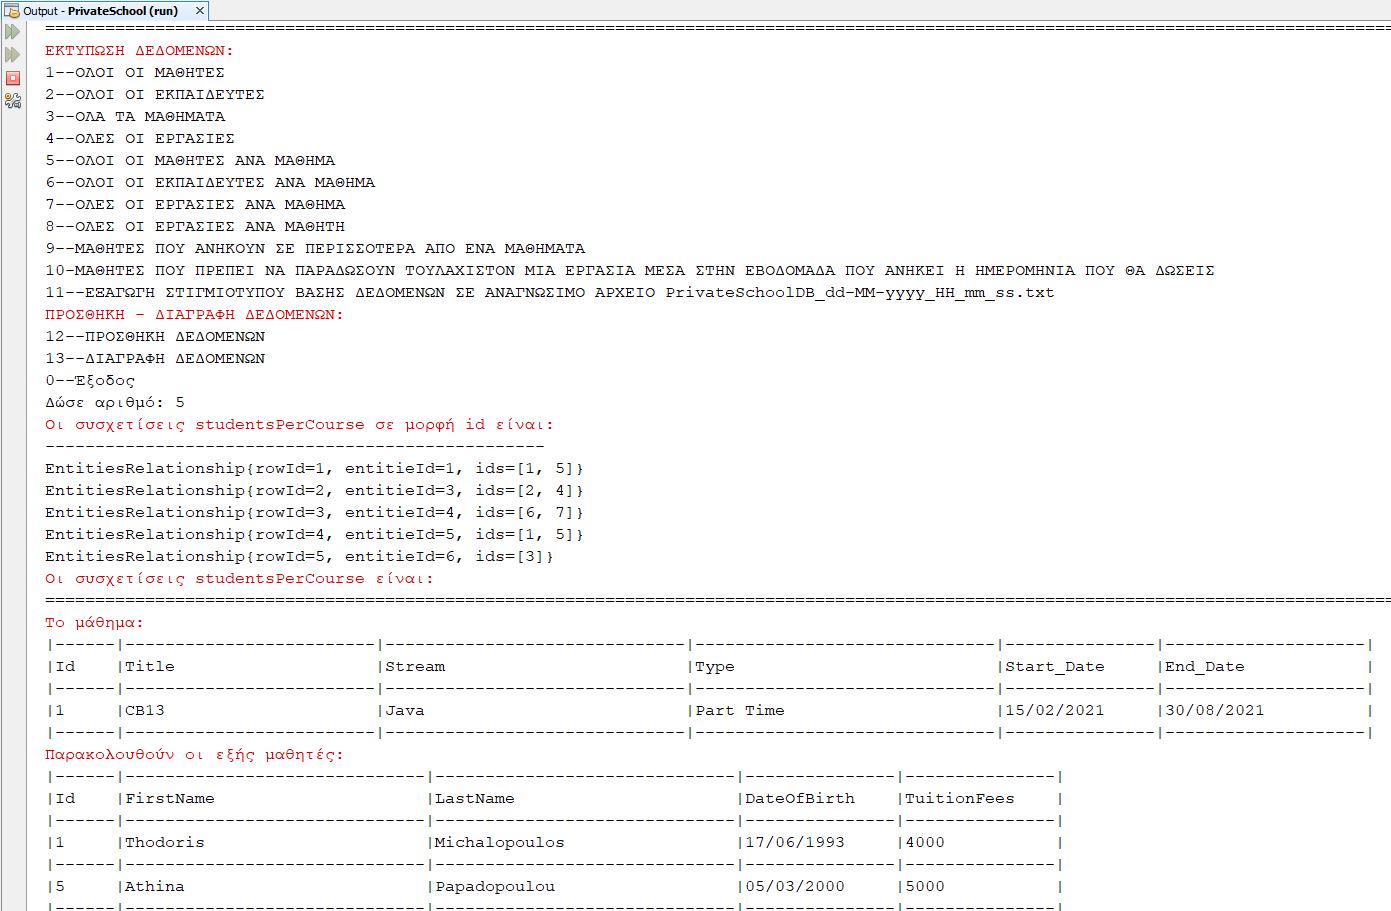 Output - PrivateSchool (run) ×
================================================================================
ΕΚΤΥΠΩΣΗ ΔΕΔΟΜΕΝΩΝ:
1--ΟΛΟΙ ΟΙ ΜΑΘΗΤΕΣ
2--ΟΛΟΙ ΟΙ ΕΚΠΑΙΔΕΥΤΕΣ
3--ΟΛΑ ΤΑ ΜΑΘΗΜΑΤΑ
4--ΟΛΕΣ ΟΙ ΕΡΓΑΣΙΕΣ
5--ΟΛΟΙ ΟΙ ΜΑΘΗΤΕΣ ΑΝΑ ΜΑΘΗΜΑ
6--ΟΛΟΙ ΟΙ ΕΚΠΑΙΔΕΥΤΕΣ ΑΝΑ ΜΑΘΗΜΑ
7--ΟΛΕΣ ΟΙ ΕΡΓΑΣΙΕΣ ΑΝΑ ΜΑΘΗΜΑ
8--ΟΛΕΣ ΟΙ ΕΡΓΑΣΙΕΣ ΑΝΑ ΜΑΘΗΤΗ
9--ΜΑΘΗΤΕΣ ΠΟΥ ΑΝΗΚΟΥΝ ΣΕ ΠΕΡΙΣΣΟΤΕΡΑ ΑΠΟ ΕΝΑ ΜΑΘΗΜΑΤΑ
10-ΜΑΘΗΤΕΣ ΠΟΥ ΠΡΕΠΕΙ ΝΑ ΠΑΡΑΔΩΣΟΥΝ ΤΟΥΛΑΧΙΣΤΟΝ ΜΙΑ ΕΡΓΑΣΙΑ ΜΕΣΑ ΣΤΗΝ ΕΒΟΔΟΜΑΔΑ ΠΟΥ ΑΝΗΚΕΙ Η ΗΜΕΡΟΜΗΝΙΑ ΠΟΥ ΘΑ ΔΩΣΕΙΣ
11--ΕΞΑΓΩΓΗ ΣΤΙΓΜΙΟΤΥΠΟΥ ΒΑΣΗΣ ΔΕΔΟΜΕΝΩΝ ΣΕ ΑΝΑΓΝΩΣΙΜΟ ΑΡΧΕΙΟ PrivateSchoolDB_dd-MM-yyyy_HH_mm_ss.txt
ΠΡΟΣΘΗΚΗ - ΔΙΑΓΡΑΦΗ ΔΕΔΟΜΕΝΩΝ:
12--ΠΡΟΣΘΗΚΗ ΔΕΔΟΜΕΝΩΝ
13--ΔΙΑΓΡΑΦΗ ΔΕΔΟΜΕΝΩΝ
0--Έξοδος
Δώσε αριθμό: 5
Οι συσχετίσεις studentsPerCourse σε μορφή id είναι:
--------------------------------------------------
EntitiesRelationship{rowId=1, entitieId=1, ids=[1, 5]}
EntitiesRelationship{rowId=2, entitieId=3, ids=[2, 4]}
EntitiesRelationship{rowId=3, entitieId=4, ids=[6, 7]}
EntitiesRelationship{rowId=4, entitieId=5, ids=[1, 5]}
EntitiesRelationship{rowId=5, entitieId=6, ids=[3]}
Οι συσχετίσεις studentsPerCourse είναι:
================================================================================
Το μάθημα:
|Id |Title |Stream |Type |Start_Date |End_Date |
|1 |CB13 |Java |Part Time |15/02/2021 |30/08/2021 |
Παρακολουθούν οι εξής μαθητές:
|Id |FirstName |LastName |DateOfBirth |TuitionFees |
|1 |Thodoris |Michalopoulos |17/06/1993 |4000 |
|5 |Athina |Papadopoulou |05/03/2000 |5000 |